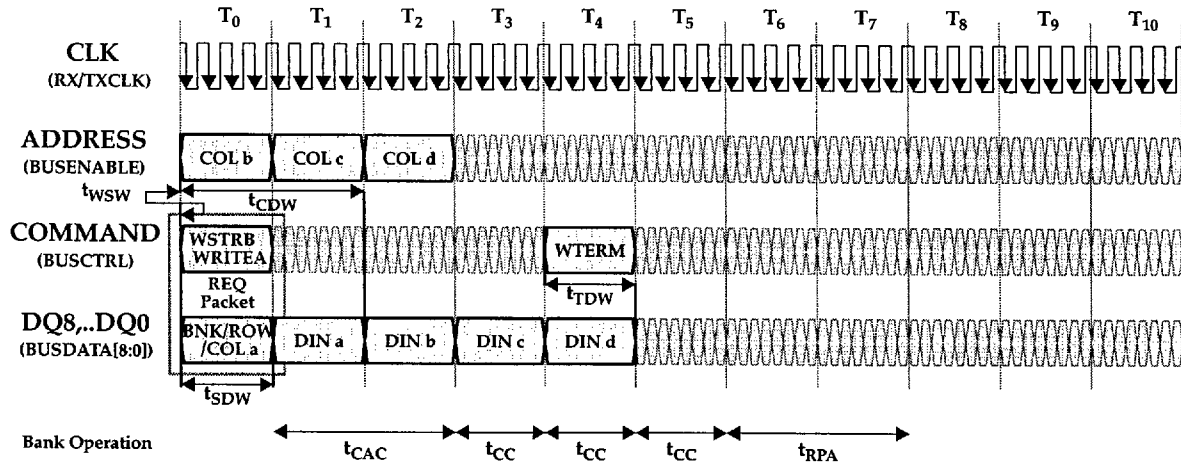 T0 T1 T2 T3 T4 T5 T6 T7 T8 T9 T10
CLK
(RX/TXCLK)
ADDRESS
(BUSENABLE)
COL b COL c COL d
tWSW
tCDW
COMMAND
(BUSCTRL)
WSTRB
WRITEA
WTERM
REQ
Packet
tTDW
DQ8,..DQ0
(BUSDATA[8:0])
BNK/ROW
/COL a
DIN a DIN b DIN c DIN d
tSDW
Bank Operation
tCAC tCC tCC tCC tRPA